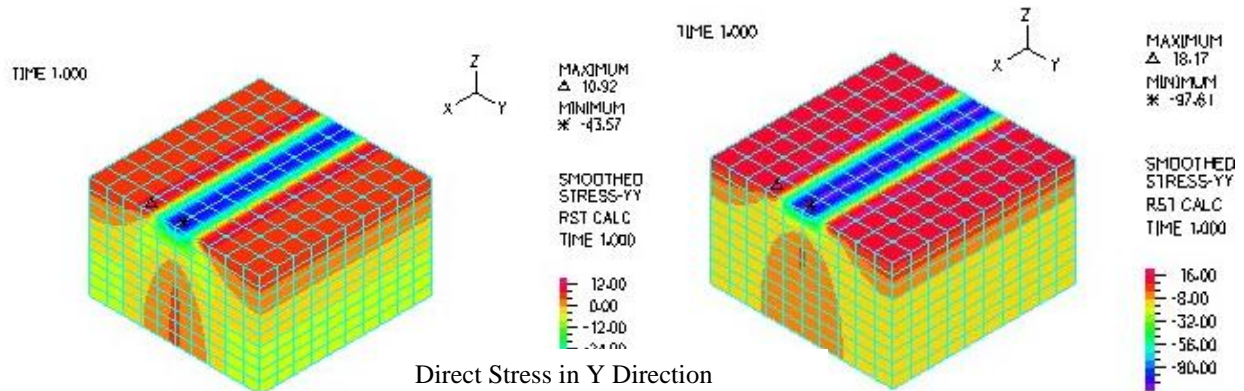 TIME 1.000
Z
X
Y
MAXIMUM
△ 10.92
MINIMUM
* -43.57
SMOOTHED
STRESS-YY
RST CALC
TIME 1.000
12.00
0.00
-12.00
-24.00
TIME 1.000
Z
X
Y
MAXIMUM
△ 18.17
MINIMUM
* -97.61
SMOOTHED
STRESS-YY
RST CALC
TIME 1.000
16.00
-8.00
-32.00
-56.00
-80.00
Direct Stress in Y Direction